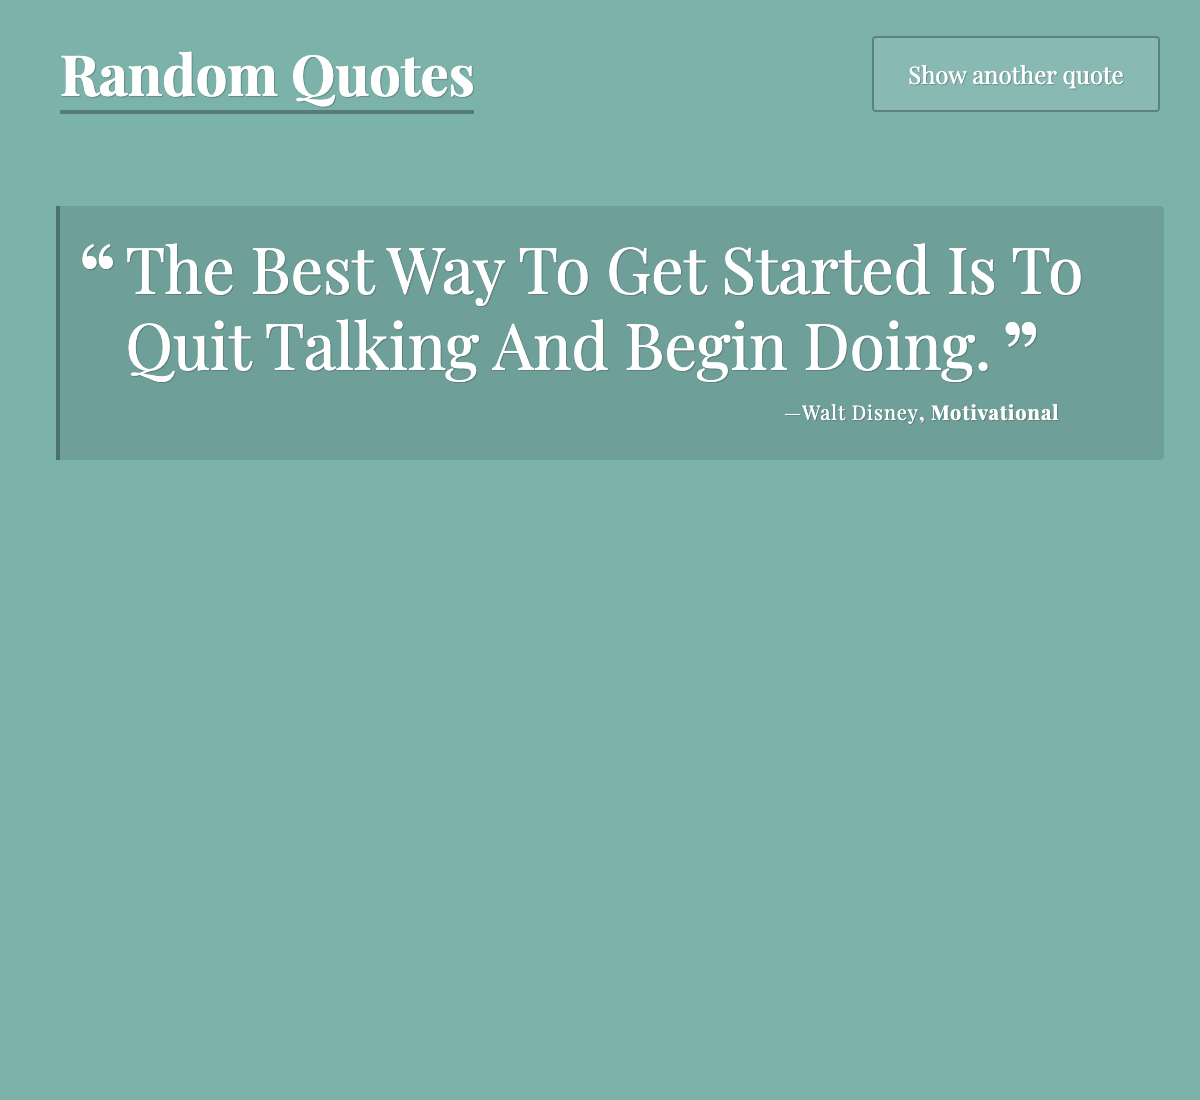 Random Quotes
Show another quote
“ The Best Way To Get Started Is To
Quit Talking And Begin Doing. ”
—Walt Disney, Motivational